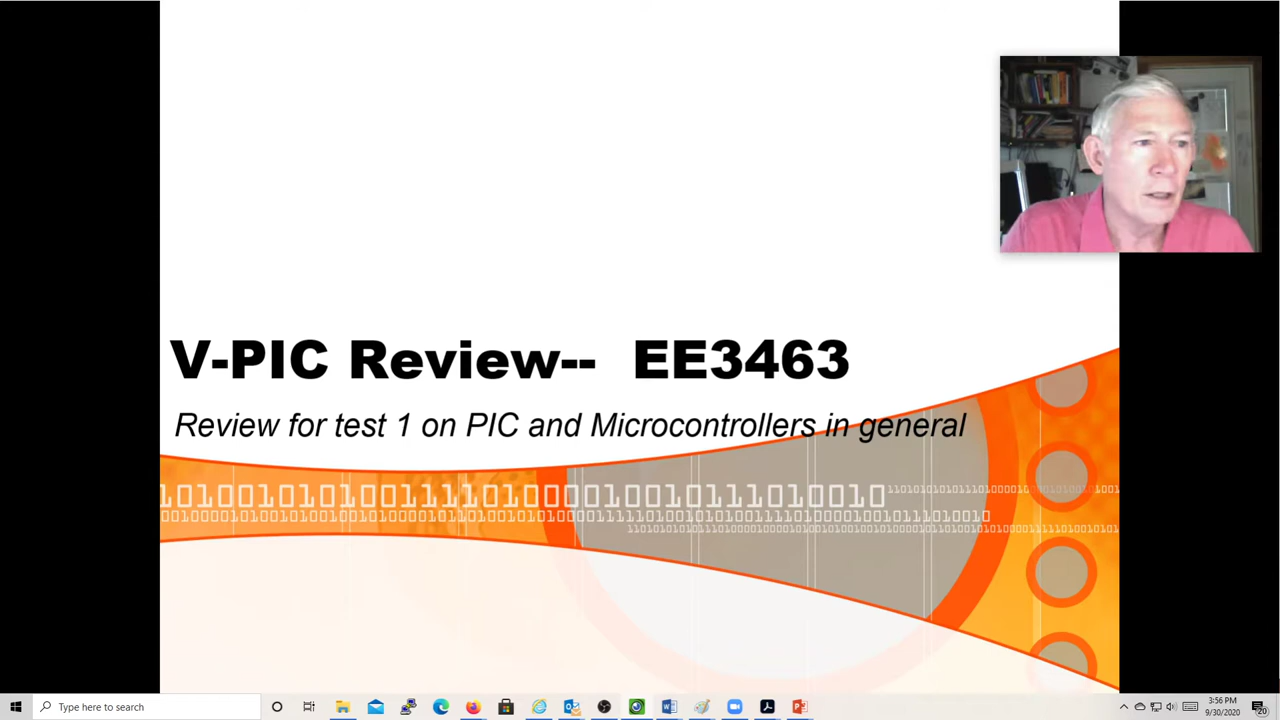 V-PIC Review-- EE3463
Review for test 1 on PIC and Microcontrollers in general
Type here to search
3:56 PM
9/30/2020
20